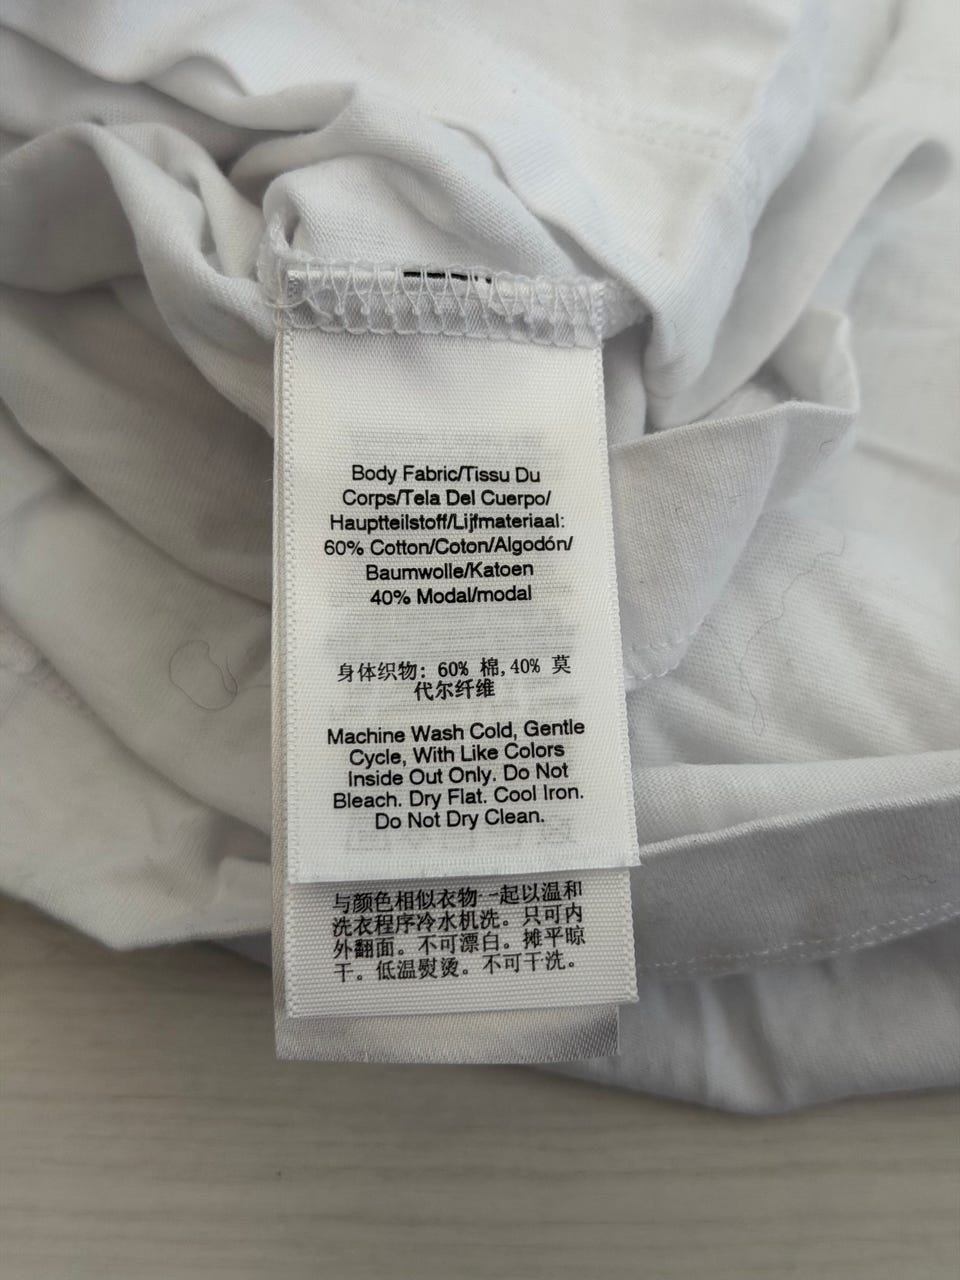 Body Fabric/Tissu Du
Corps/Tela Del Cuerpo/
Hauptteilstoff/Lijfmateriaal:
60% Cotton/Coton/Algodón/
Baumwolle/Katoen
40% Modal/modal
身体织物: 60% 棉,40% 莫
代尔纤维
Machine Wash Cold, Gentle
Cycle, With Like Colors
Inside Out Only. Do Not
Bleach. Dry Flat. Cool Iron.
Do Not Dry Clean.
与颜色相似衣物一起以温和
洗衣程序冷水机洗。只可内
外翻面。不可漂白。摊平晾
干。低温熨烫。不可干洗。